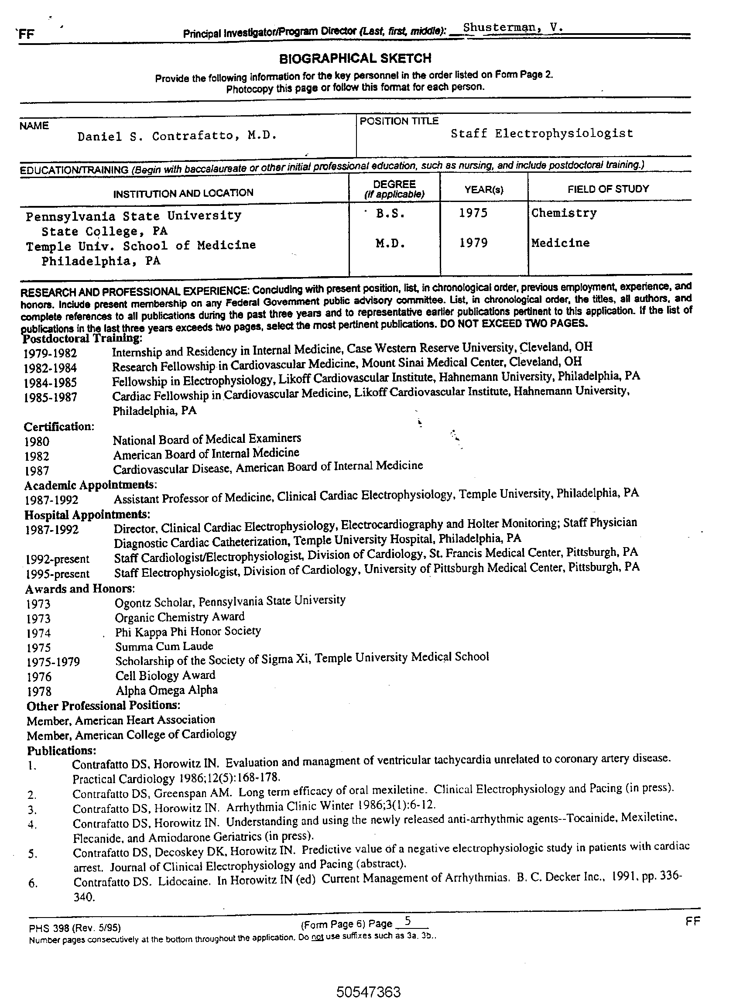 FF Principal Investigator/Program Director (Last, first, middle): Shusterman, V.
BIOGRAPHICAL SKETCH
Provide the following information for the key personnel in the order listed on Form Page 2.
Photocopy this page or follow this format for each person.
NAME
Daniel S. Contrafatto, M.D.
POSITION TITLE
Staff Electrophysiologist
EDUCATION/TRAINING (Begin with baccalaureate or other initial professional education, such as nursing, and include postdoctoral training.)
INSTITUTION AND LOCATION DEGREE (if applicable) YEAR(s) FIELD OF STUDY
Pennsylvania State University B.S. 1975 Chemistry
State College, PA
Temple Univ. School of Medicine M.D. 1979 Medicine
Philadelphia, PA
RESEARCH AND PROFESSIONAL EXPERIENCE: Concluding with present position, list, in chronological order, previous employment, experience, and
honors. Include present membership on any Federal Government public advisory committee. List, in chronological order, the titles, all authors, and
complete references to all publications during the past three years and to representative earlier publications pertinent to this application. If the list of
publications in the last three years exceeds two pages, select the most pertinent publications. DO NOT EXCEED TWO PAGES.
Postdoctoral Training:
1979-1982 Internship and Residency in Internal Medicine, Case Western Reserve University, Cleveland, OH
1982-1984 Research Fellowship in Cardiovascular Medicine, Mount Sinai Medical Center, Cleveland, OH
1984-1985 Fellowship in Electrophysiology, Likoff Cardiovascular Institute, Hahnemann University, Philadelphia, PA
1985-1987 Cardiac Fellowship in Cardiovascular Medicine, Likoff Cardiovascular Institute, Hahnemann University,
Philadelphia, PA
Certification:
1980 National Board of Medical Examiners
1982 American Board of Internal Medicine
1987 Cardiovascular Disease, American Board of Internal Medicine
Academic Appointments:
1987-1992 Assistant Professor of Medicine, Clinical Cardiac Electrophysiology, Temple University, Philadelphia, PA
Hospital Appointments:
1987-1992 Director, Clinical Cardiac Electrophysiology, Electrocardiography and Holter Monitoring; Staff Physician
Diagnostic Cardiac Catheterization, Temple University Hospital, Philadelphia, PA
1992-present Staff Cardiologist/Electrophysiologist, Division of Cardiology, St. Francis Medical Center, Pittsburgh, PA
1995-present Staff Electrophysiologist, Division of Cardiology, University of Pittsburgh Medical Center, Pittsburgh, PA
Awards and Honors:
1973 Ogontz Scholar, Pennsylvania State University
1973 Organic Chemistry Award
1974 Phi Kappa Phi Honor Society
1975 Summa Cum Laude
1975-1979 Scholarship of the Society of Sigma Xi, Temple University Medical School
1976 Cell Biology Award
1978 Alpha Omega Alpha
Other Professional Positions:
Member, American Heart Association
Member, American College of Cardiology
Publications:
1. Contrafatto DS, Horowitz IN. Evaluation and managment of ventricular tachycardia unrelated to coronary artery disease.
Practical Cardiology 1986;12(5):168-178.
2. Contrafatto DS, Greenspan AM. Long term efficacy of oral mexiletine. Clinical Electrophysiology and Pacing (in press).
3. Contrafatto DS, Horowitz IN. Arrhythmia Clinic Winter 1986;3(1):6-12.
4. Contrafatto DS, Horowitz IN. Understanding and using the newly released anti-arrhythmic agents--Tocainide, Mexiletine,
Flecanide, and Amiodarone Geriatrics (in press).
5. Contrafatto DS, Decoskey DK, Horowitz IN. Predictive value of a negative electrophysiologic study in patients with cardiac
arrest. Journal of Clinical Electrophysiology and Pacing (abstract).
6. Contrafatto DS. Lidocaine. In Horowitz IN (ed) Current Management of Arrhythmias. B. C. Decker Inc., 1991, pp. 336-
340.
PHS 398 (Rev. 5/95) (Form Page 6) Page 5 FF
Number pages consecutively at the bottom throughout the application. Do not use suffixes such as 3a, 3b..
50547363